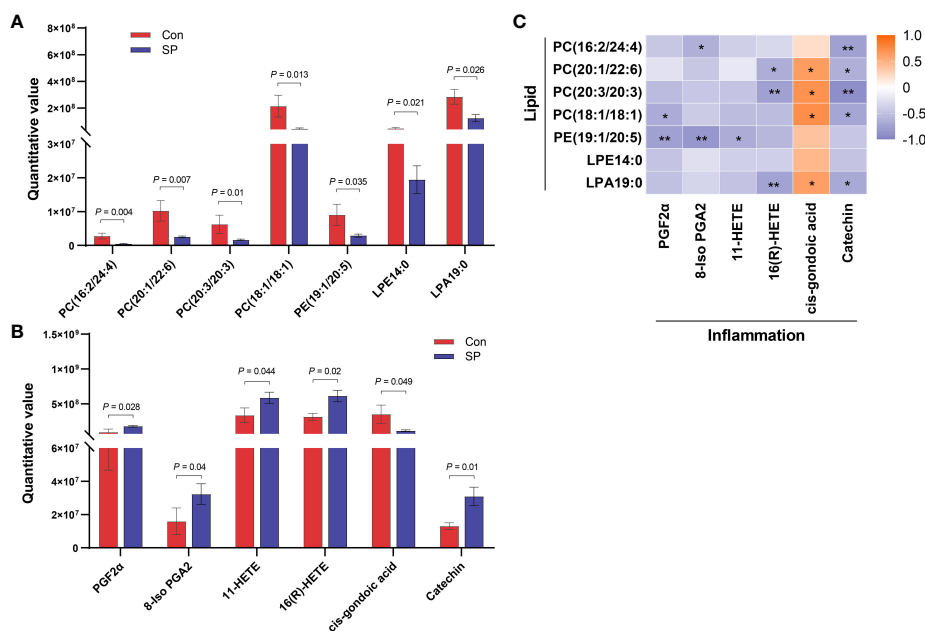 A
Quantitative value
8×10⁸
6×10⁸
4×10⁸
2×10⁸
3×10⁷
2×10⁷
1×10⁷
0
Con
SP
P = 0.004
P = 0.007
P = 0.01
P = 0.013
P = 0.035
P = 0.021
P = 0.026
PC(16:2/24:4)
PC(20:1/22:6)
PC(20:3/20:3)
PC(18:1/18:1)
PE(19:1/20:5)
LPE14:0
LPA19:0
B
Quantitative value
1.5×10⁹
1×10⁹
5×10⁸
6×10⁷
4×10⁷
2×10⁷
0
Con
SP
P = 0.028
P = 0.04
P = 0.044
P = 0.02
P = 0.049
P = 0.01
PGF2α
8-Iso PGA2
11-HETE
16(R)-HETE
cis-gondoic acid
Catechin
C
Lipid
PC(16:2/24:4) * **
PC(20:1/22:6) * * *
PC(20:3/20:3) ** * **
PC(18:1/18:1) * * *
PE(19:1/20:5) ** ** *
LPE14:0
LPA19:0 ** * *
PGF2α
8-Iso PGA2
11-HETE
16(R)-HETE
cis-gondoic acid
Catechin
Inflammation
1.0
0.5
0
-0.5
-1.0